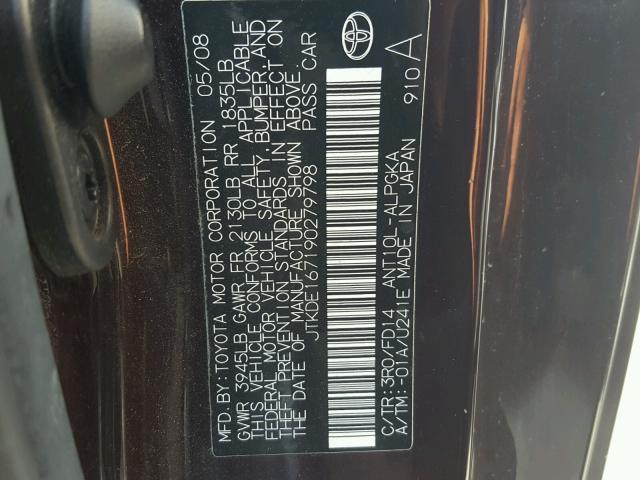 MFD.BY:TOYOTA MOTOR CORPORATION 05/08
GVWR 3945LB GAWR FR 2130LB RR 1835LB
THIS VEHICLE CONFORMS TO ALL APPLICABLE
FEDERAL MOTOR VEHICLE SAFETY,BUMPER,AND
THEFT PREVENTION STANDARDS IN EFFECT ON
THE DATE OF MANUFACTURE SHOWN ABOVE.
JTKDE167190279798 PASS CAR
C/TR:3R0/FD14 ANT10L-ALPGKA 910 A
A/TM:-01A/U241E MADE IN JAPAN